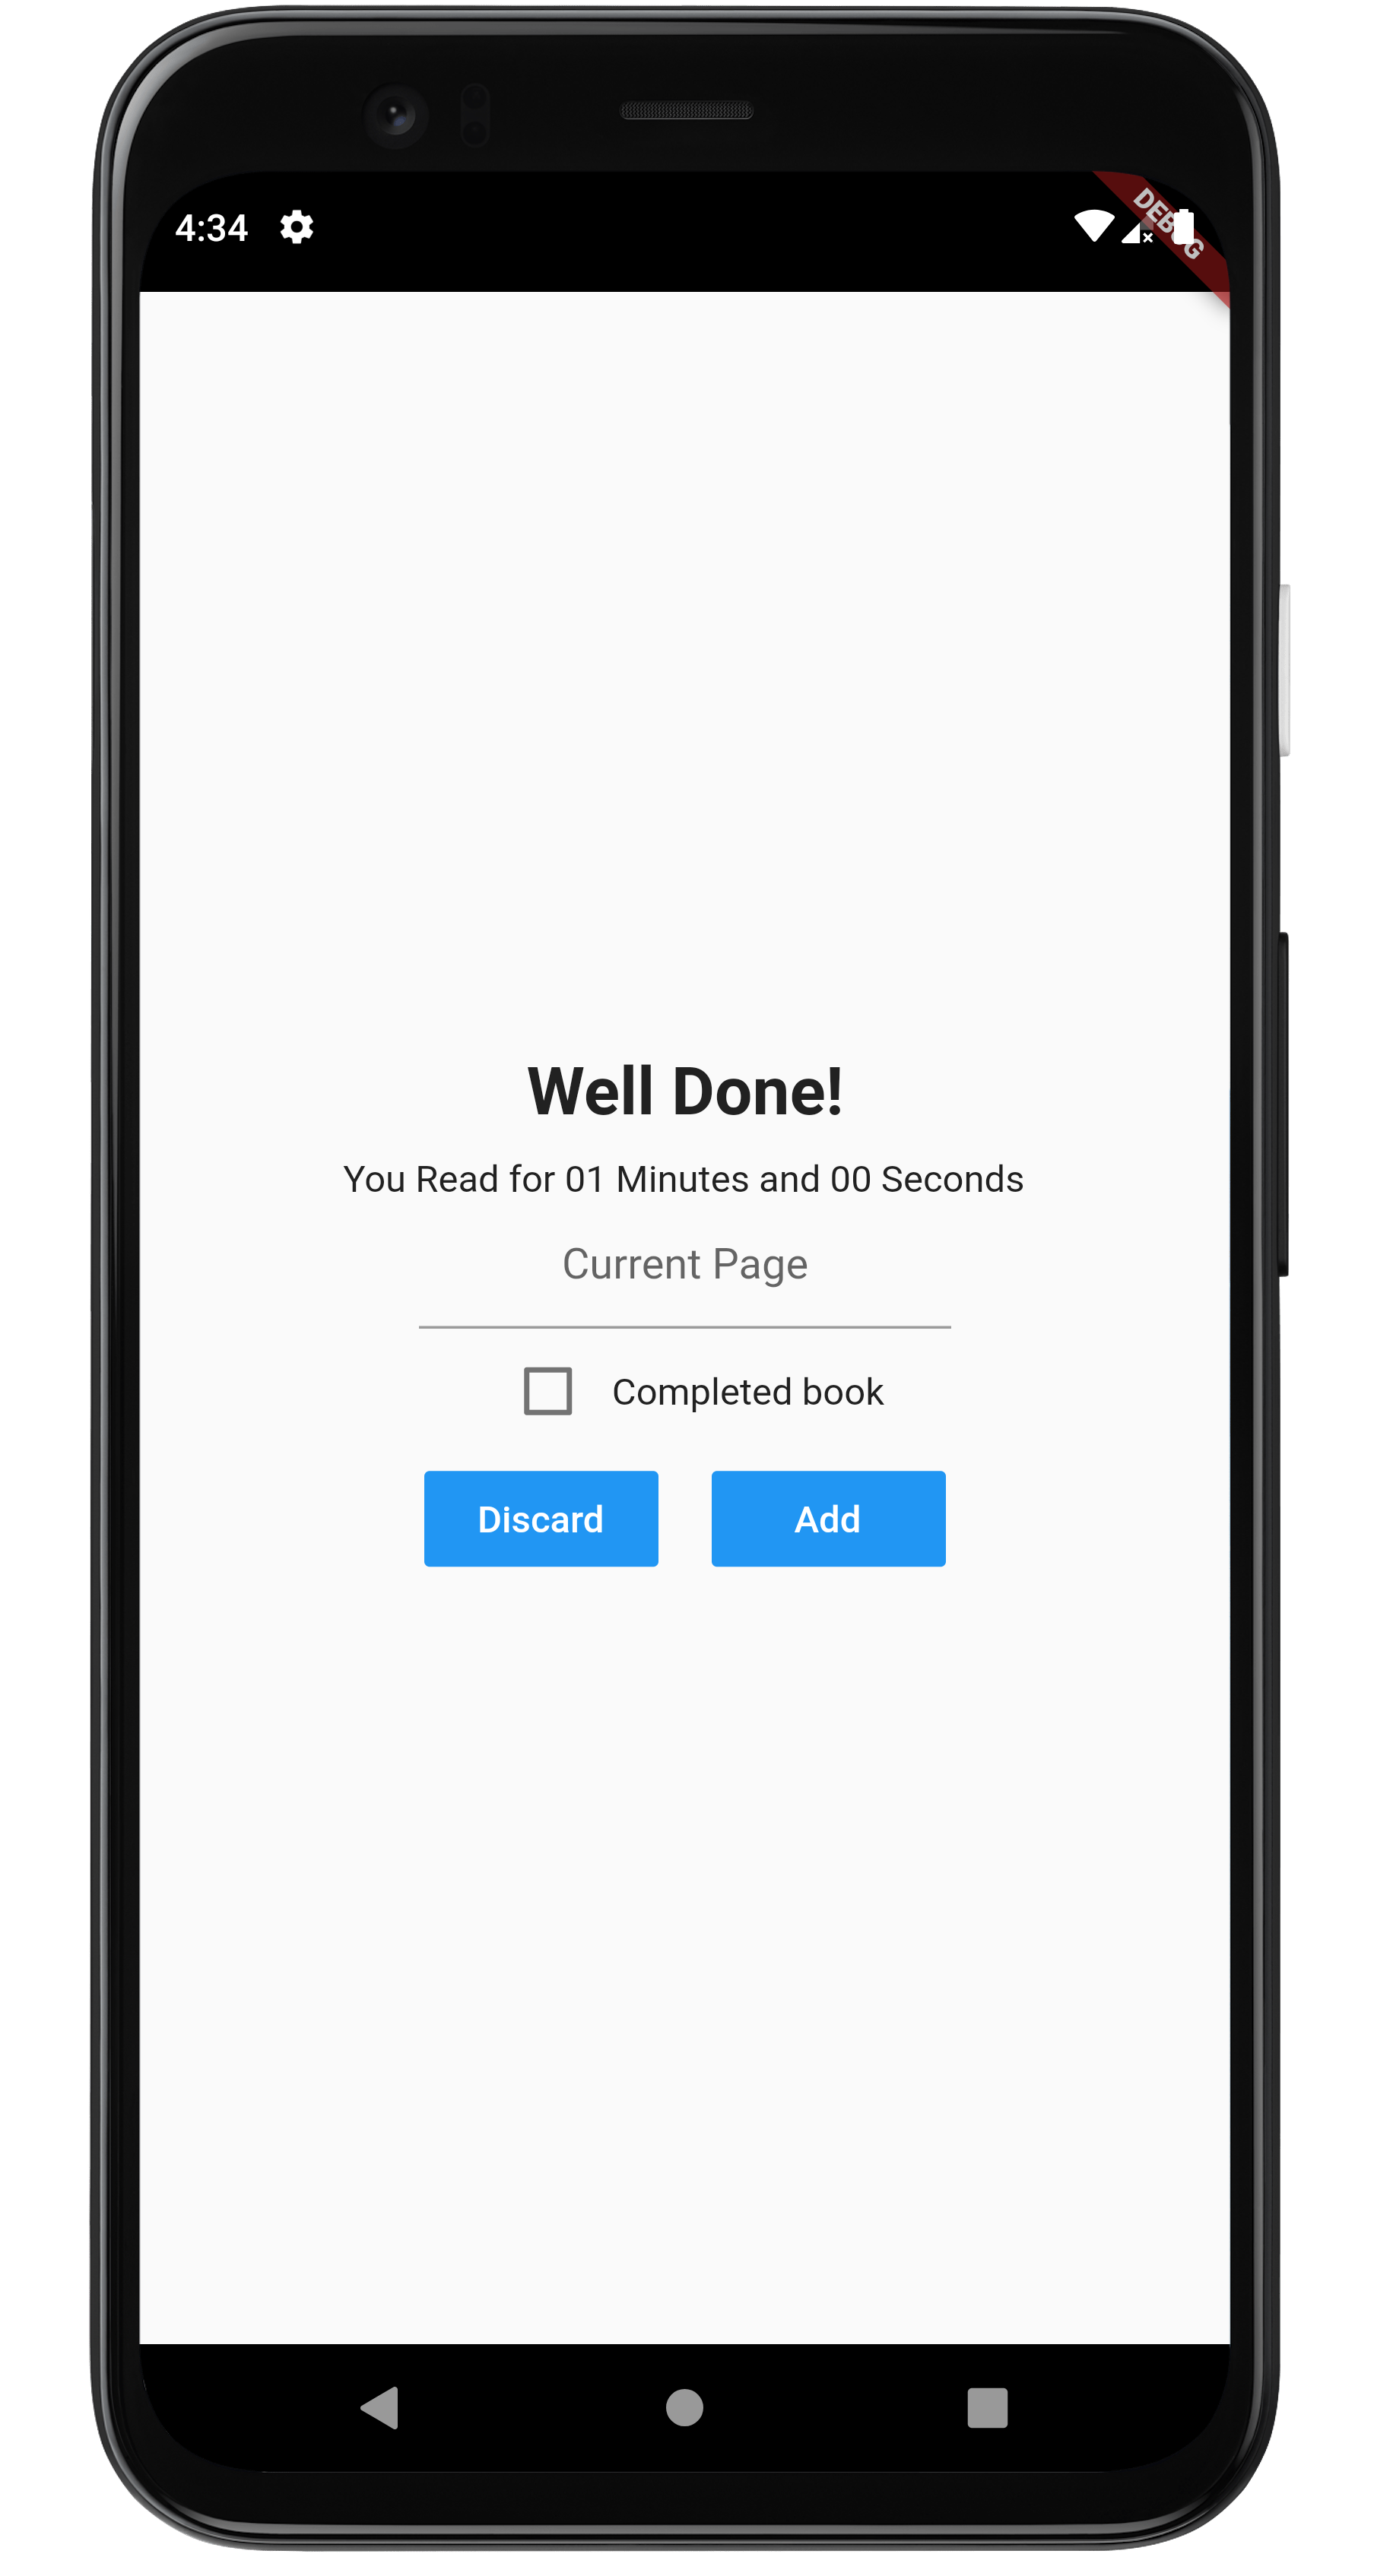 4:34
DEBUG
Well Done!
You Read for 01 Minutes and 00 Seconds
Current Page
Completed book
Discard
Add